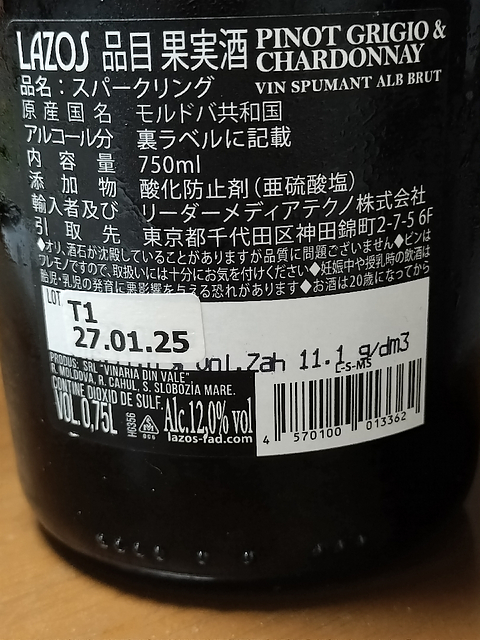 LAZOS 品目 果実酒 PINOT GRIGIO & CHARDONNAY
品名：スパークリング VIN SPUMANT ALB BRUT
原産国名 モルドバ共和国
アルコール分 裏ラベルに記載
内容量 750ml
添加物 酸化防止剤(亜硫酸塩)
輸入者及び リーダーメディアテクノ株式会社
引取先 東京都千代田区神田錦町2-7-5 6F
◆オリ、酒石が沈殿していることがありますが品質に問題ございません◆ビンは
ワレモノですので、取扱いには十分にお気を付けください◆妊娠中や授乳時の飲酒は
胎児・乳児の発育に悪影響を与える恐れがあります◆お酒は20歳になってから
LOT T1
27.01.25
Zah 11.1 g/dm3
L-S-MS
PRODUS: SRL "VINARIA DIN VALE"
R. MOLDOVA, R. CAHUL, S. SLOBOZIA MARE.
CONTINE DIOXID DE SULF.
VOL. 0,75L HG356 Alc.12,0% vol
lazos-fad.com
4 570100 013362